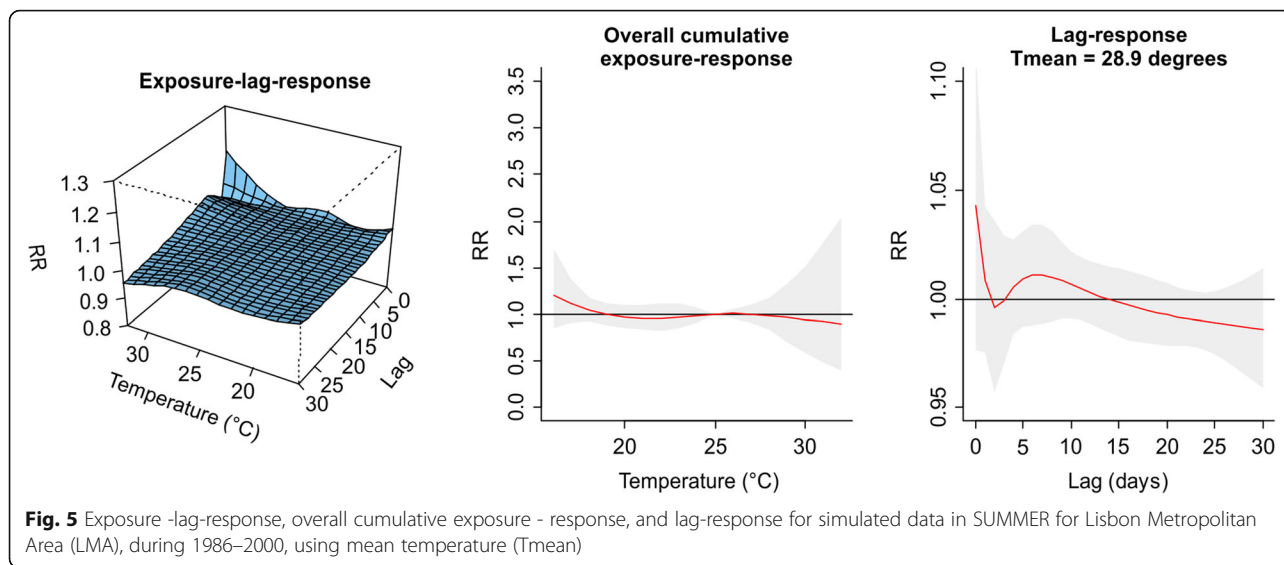 Exposure-lag-response
RR
1.3
1.2
1.1
1.0
0.9
0.8
30
25
20
Temperature (°C)
0
5
10
15
20
25
30
Lag
Overall cumulative
exposure-response
RR
3.5
3.0
2.5
2.0
1.5
1.0
0.5
0.0
20
25
30
Temperature (°C)
Lag-response
Tmean = 28.9 degrees
RR
1.10
1.05
1.00
0.95
0
5
10
15
20
25
30
Lag (days)
Fig. 5 Exposure -lag-response, overall cumulative exposure - response, and lag-response for simulated data in SUMMER for Lisbon Metropolitan
Area (LMA), during 1986–2000, using mean temperature (Tmean)